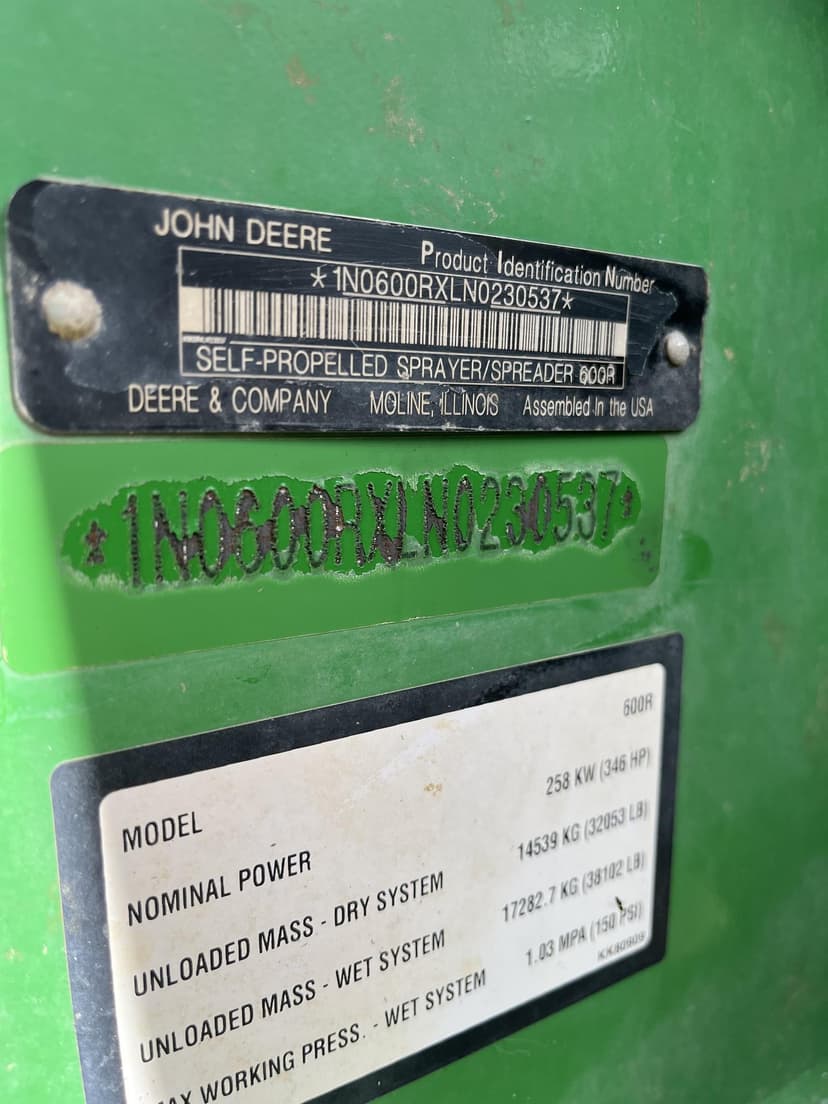 JOHN DEERE
Product Identification Number
*1N0600RXLN0230537*
SELF-PROPELLED SPRAYER/SPREADER 600R
DEERE & COMPANY MOLINE, ILLINOIS Assembled In the USA
*1N0600RXLN0230537*
MODEL 600R
NOMINAL POWER 258 KW (346 HP)
UNLOADED MASS - DRY SYSTEM 14539 KG (32053 LB)
UNLOADED MASS - WET SYSTEM 17282.7 KG (38102 LB)
WORKING PRESS. - WET SYSTEM 1.03 MPA (150 PSI)